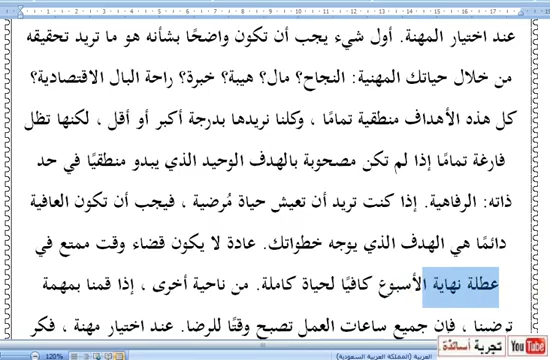 عند اختيار المهنة. أول شيء يجب أن تكون واضحًا بشأنه هو ما تريد تحقيقه
من خلال حياتك المهنية: النجاح؟ مال؟ هيبة؟ خبرة؟ راحة البال الاقتصادية؟
كل هذه الأهداف منطقية تمامًا ، وكلنا نريدها بدرجة أكبر أو أقل ، لكنها تظل
فارغة تمامًا إذا لم تكن مصحوبة بالهدف الوحيد الذي يبدو منطقيًا في حد
ذاته: الرفاهية. إذا كنت تريد أن تعيش حياة مُرضية ، فيجب أن تكون العافية
دائمًا هي الهدف الذي يوجه خطواتك. عادة لا يكون قضاء وقت ممتع في
عطلة نهاية الأسبوع كافيًا لحياة كاملة. من ناحية أخرى ، إذا قمنا بمهمة
ترضينا ، فإن جميع ساعات العمل تصبح وقتًا للرضا. عند اختيار مهنة ، فكر
120%
العربية (المملكة العربية السعودية)
تجربة أساتذة
YouTube